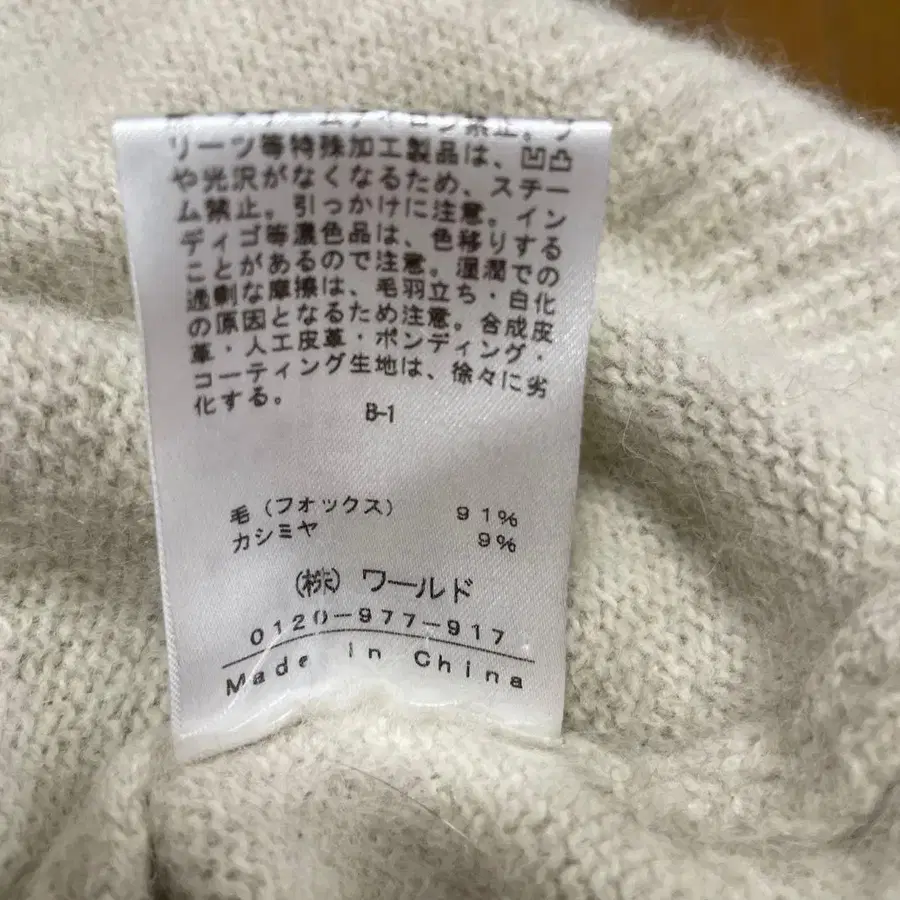 リーツ等特殊加工製品は、凹凸
や光沢がなくなるため、スチー
ム禁止。引っかけに注意。イン
ディゴ等濃色品は、色移りする
ことがあるので注意。湿潤での
過剰な摩擦は、毛羽立ち・白化
の原因となるため注意。合成皮
革・人工皮革・ボンディング・
コーティング生地は、徐々に劣
化する。
B-1
毛(フォックス) 91%
カシミヤ 9%
(株)ワールド
0120-977-917
Made in China